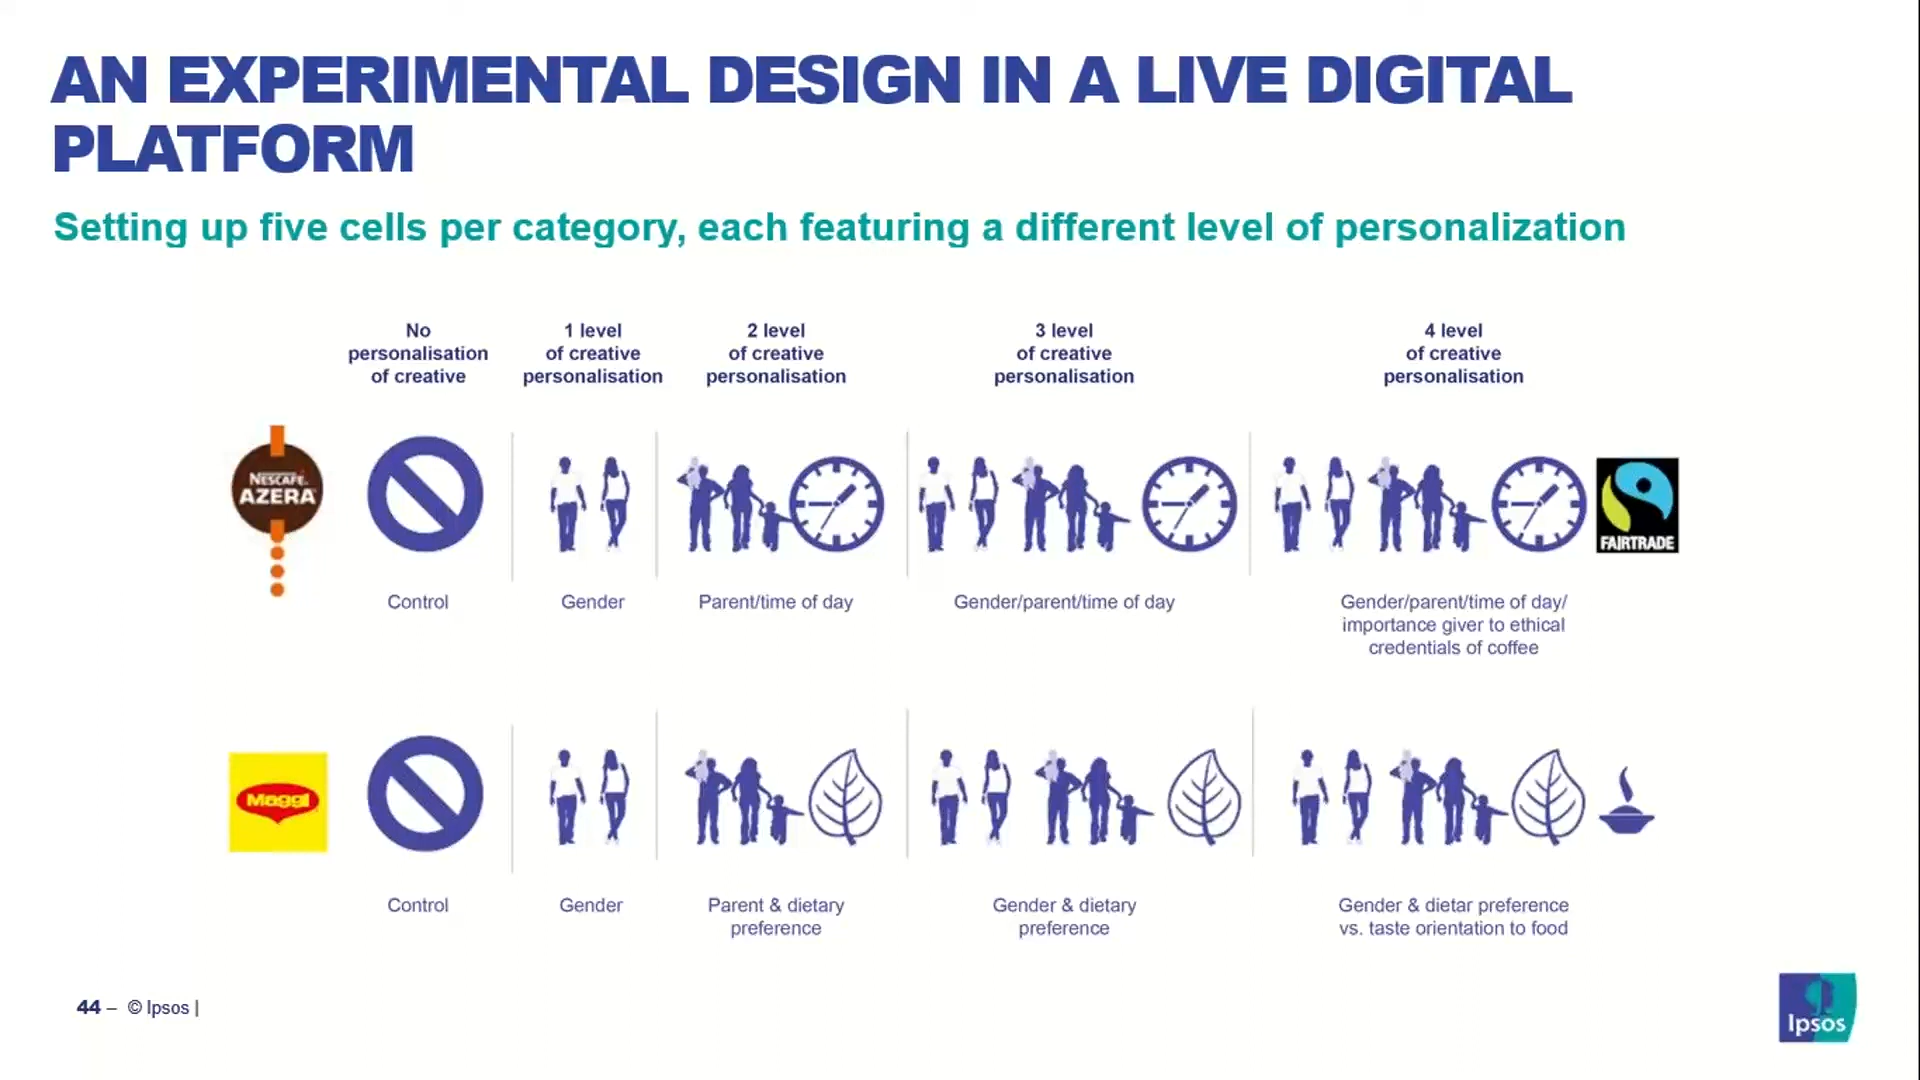 AN EXPERIMENTAL DESIGN IN A LIVE DIGITAL
PLATFORM
Setting up five cells per category, each featuring a different level of personalization
No
personalisation
of creative
1 level
of creative
personalisation
2 level
of creative
personalisation
3 level
of creative
personalisation
4 level
of creative
personalisation
NESCAFÉ.
AZERA
FAIRTRADE
Control
Gender
Parent/time of day
Gender/parent/time of day
Gender/parent/time of day/
importance giver to ethical
credentials of coffee
Maggi
Control
Gender
Parent & dietary
preference
Gender & dietary
preference
Gender & dietar preference
vs. taste orientation to food
44 – © Ipsos |
Ipsos